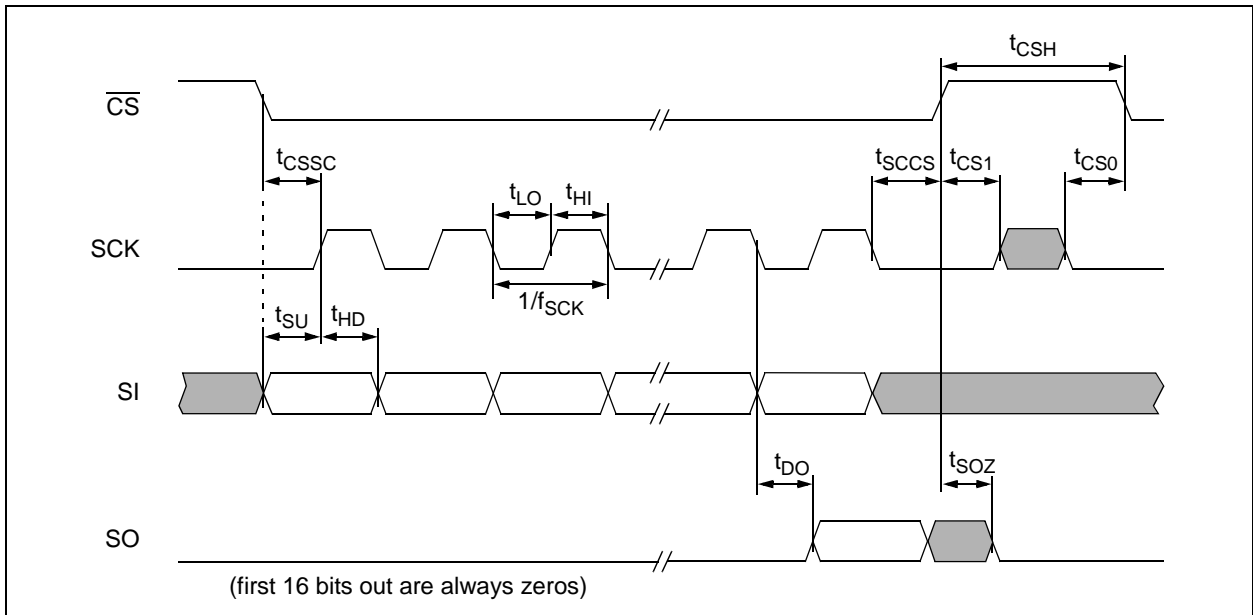 tCSH
CS
tCSSC
tSCCS
tCS1
tCS0
tLO
tHI
SCK
1/fSCK
tSU
tHD
SI
tDO
tSOZ
SO
(first 16 bits out are always zeros)